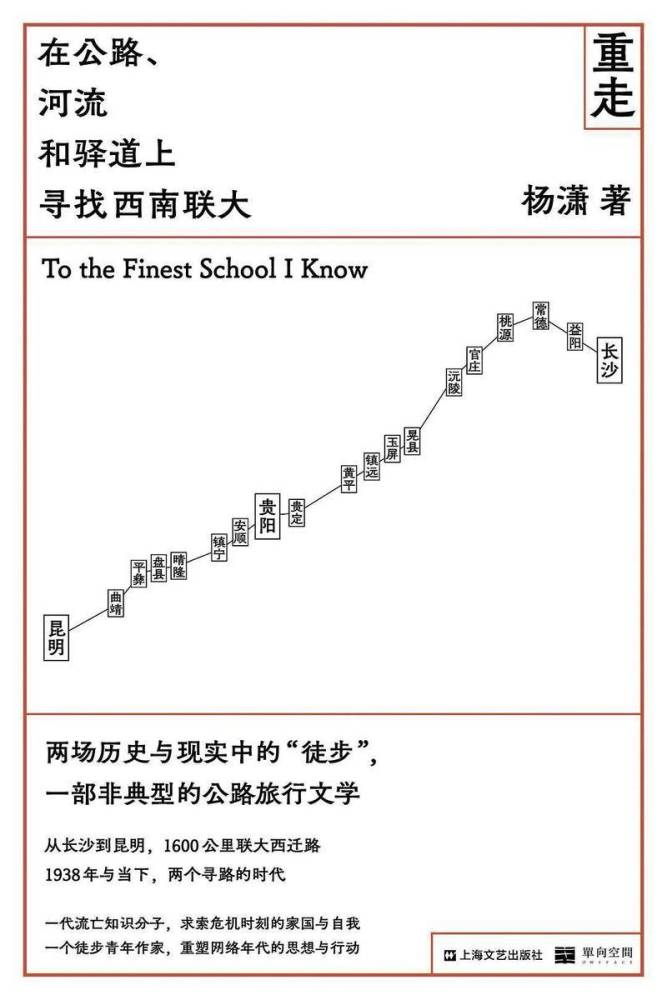 在公路、
河流
和驿道上
寻找西南联大
重走
杨潇 著
To the Finest School I Know
常德
桃源
益阳
长沙
官庄
沅陵
晃县
玉屏
镇远
黄平
贵定
贵阳
安顺
镇宁
晴隆
盘县
平彝
曲靖
昆明
两场历史与现实中的“徒步”，
一部非典型的公路旅行文学
从长沙到昆明，1600公里联大西迁路
1938年与当下，两个寻路的时代
一代流亡知识分子，求索危机时刻的家国与自我
一个徒步青年作家，重塑网络年代的思想与行动
上海文艺出版社
單向空間
OWSPACE